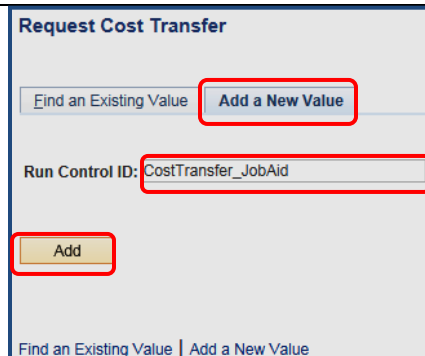 Request Cost Transfer
Find an Existing Value Add a New Value
Run Control ID: CostTransfer_JobAid
Add
Find an Existing Value | Add a New Value